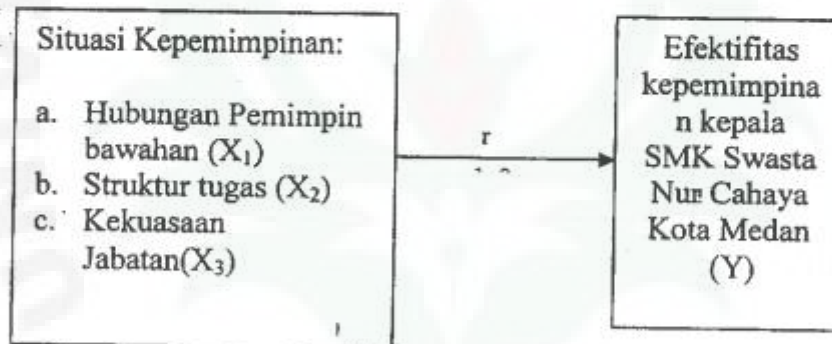 Situasi Kepemimpinan:
a. Hubungan Pemimpin
bawahan (X₁)
b. Struktur tugas (X₂)
c. Kekuasaan
Jabatan(X₃)
r
Efektifitas
kepemimpina
n kepala
SMK Swasta
Nur Cahaya
Kota Medan
(Y)